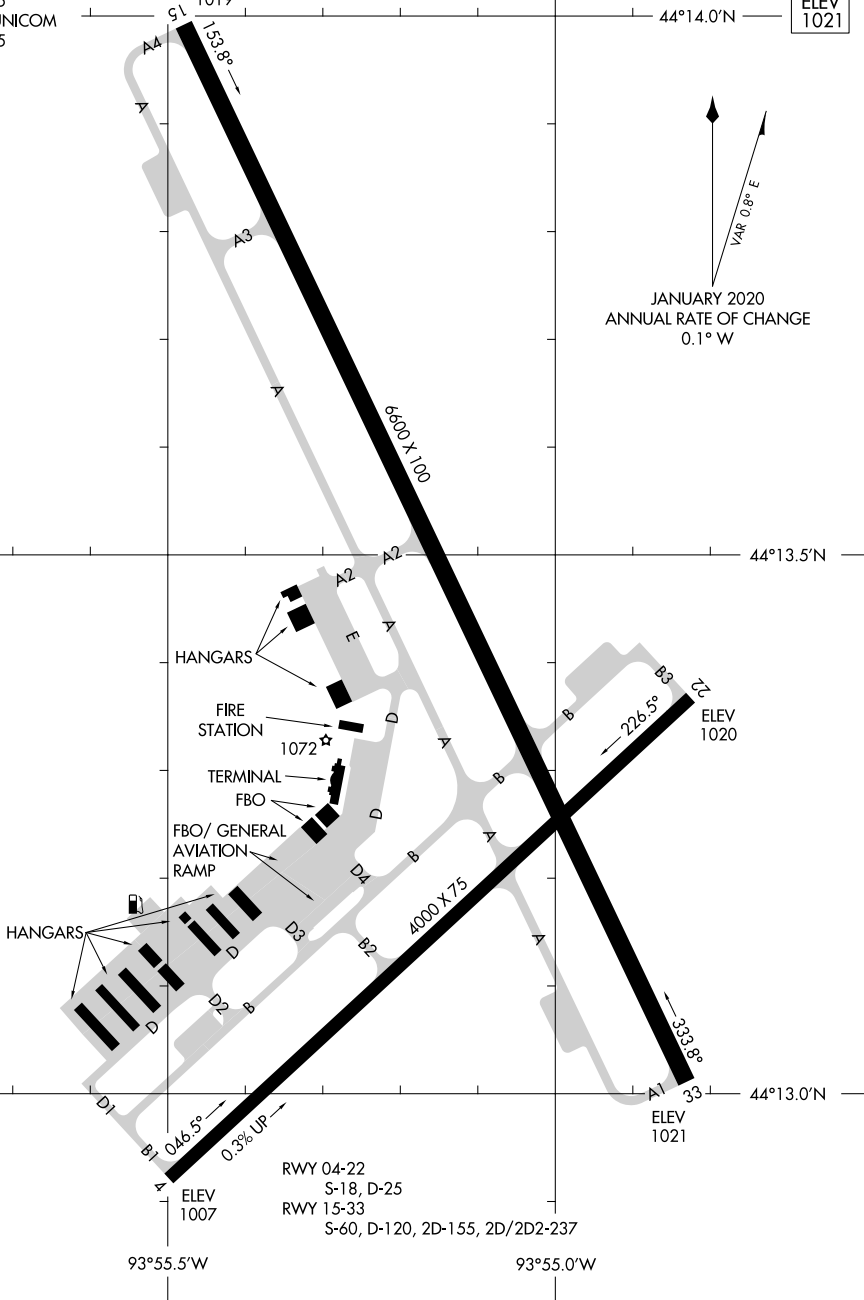 UNICOM
5
15
1019
44°14.0'N
ELEV
1021
A4
153.8°
A
VAR 0.8° E
A3
JANUARY 2020
ANNUAL RATE OF CHANGE
0.1° W
A
6600 X 100
A2
44°13.5'N
A2
A
E
HANGARS
B3
22
FIRE
STATION
D
B
226.5°
ELEV
1020
1072
A
TERMINAL
B
FBO
D
FBO/ GENERAL
AVIATION
RAMP
A
B
D4
4000 X 75
HANGARS
D3
B2
A
D
D2
B
D
333.8°
D1
A1
33
44°13.0'N
046.5°
0.3% UP
ELEV
1021
B1
4
ELEV
1007
RWY 04-22
S-18, D-25
RWY 15-33
S-60, D-120, 2D-155, 2D/2D2-237
93°55.5'W
93°55.0'W